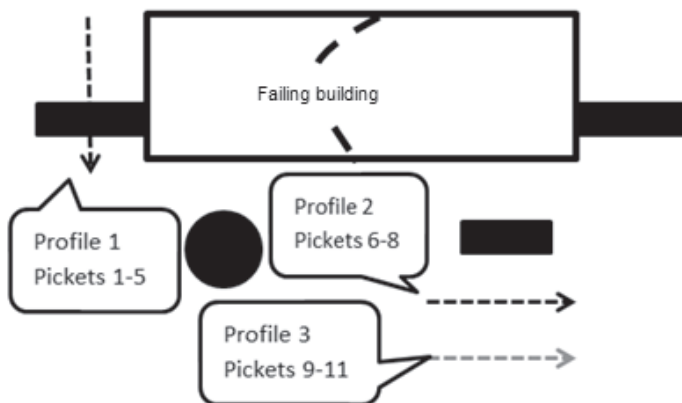 Failing building
Profile 1
Pickets 1-5
Profile 2
Pickets 6-8
Profile 3
Pickets 9-11